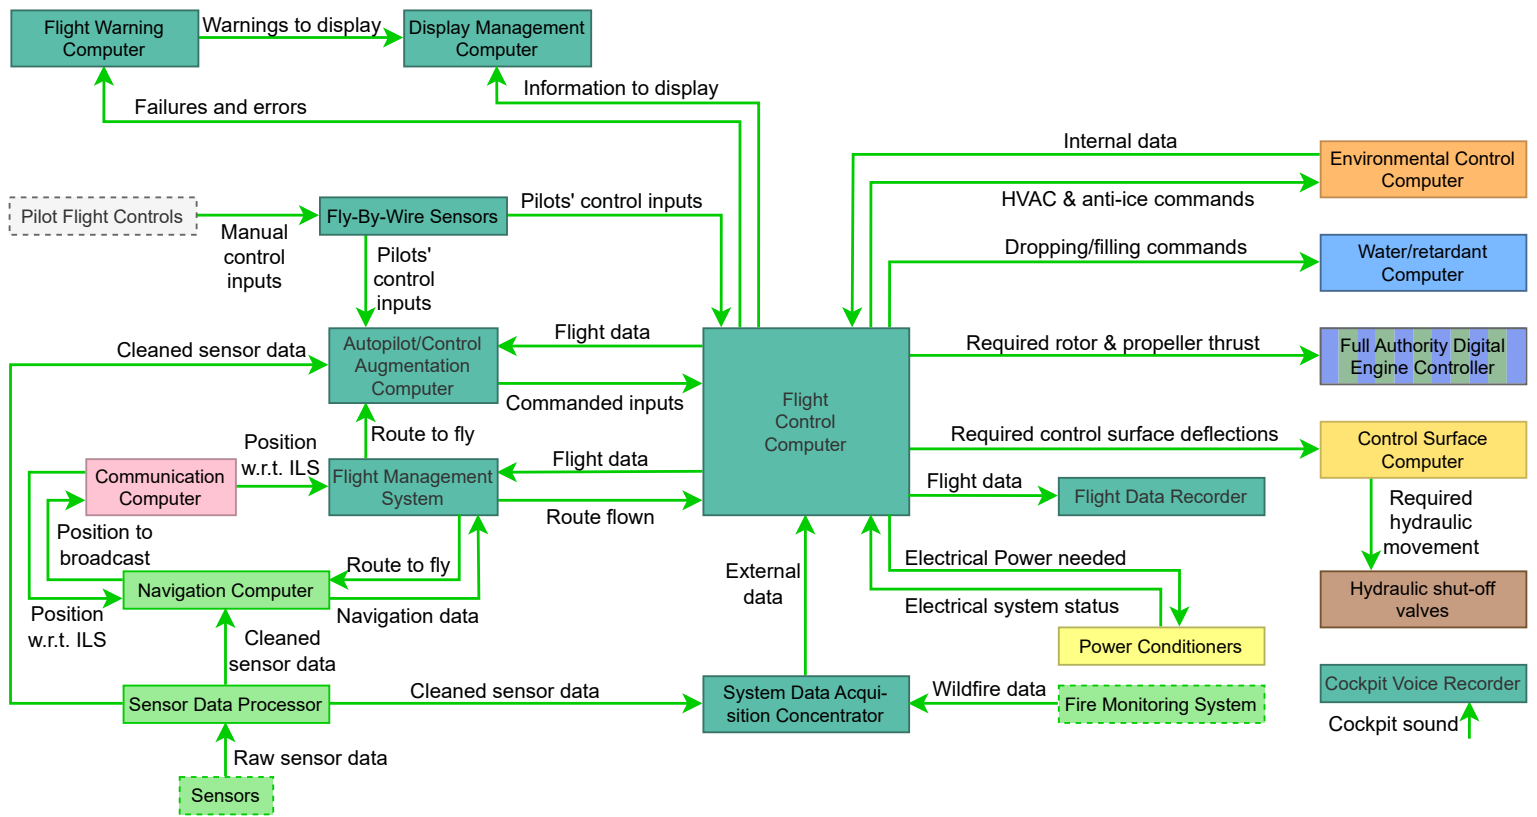 Flight Warning
Computer
Warnings to display
Display Management
Computer
Failures and errors
Information to display
Internal data
Environmental Control
Computer
HVAC & anti-ice commands
Pilot Flight Controls
Manual
control
inputs
Fly-By-Wire Sensors
Pilots' control inputs
Pilots'
control
inputs
Dropping/filling commands
Water/retardant
Computer
Cleaned sensor data
Autopilot/Control
Augmentation
Computer
Flight data
Commanded inputs
Flight
Control
Computer
Required rotor & propeller thrust
Full Authority Digital
Engine Controller
Route to fly
Position
w.r.t. ILS
Communication
Computer
Flight Management
System
Flight data
Route flown
Required control surface deflections
Control Surface
Computer
Flight data
Flight Data Recorder
Required
hydraulic
movement
Position to
broadcast
Route to fly
Navigation Computer
Navigation data
Position
w.r.t. ILS
External
data
Electrical Power needed
Electrical system status
Hydraulic shut-off
valves
Cleaned
sensor data
Power Conditioners
Sensor Data Processor
Cleaned sensor data
System Data Acqui-
sition Concentrator
Wildfire data
Fire Monitoring System
Cockpit Voice Recorder
Cockpit sound
Raw sensor data
Sensors